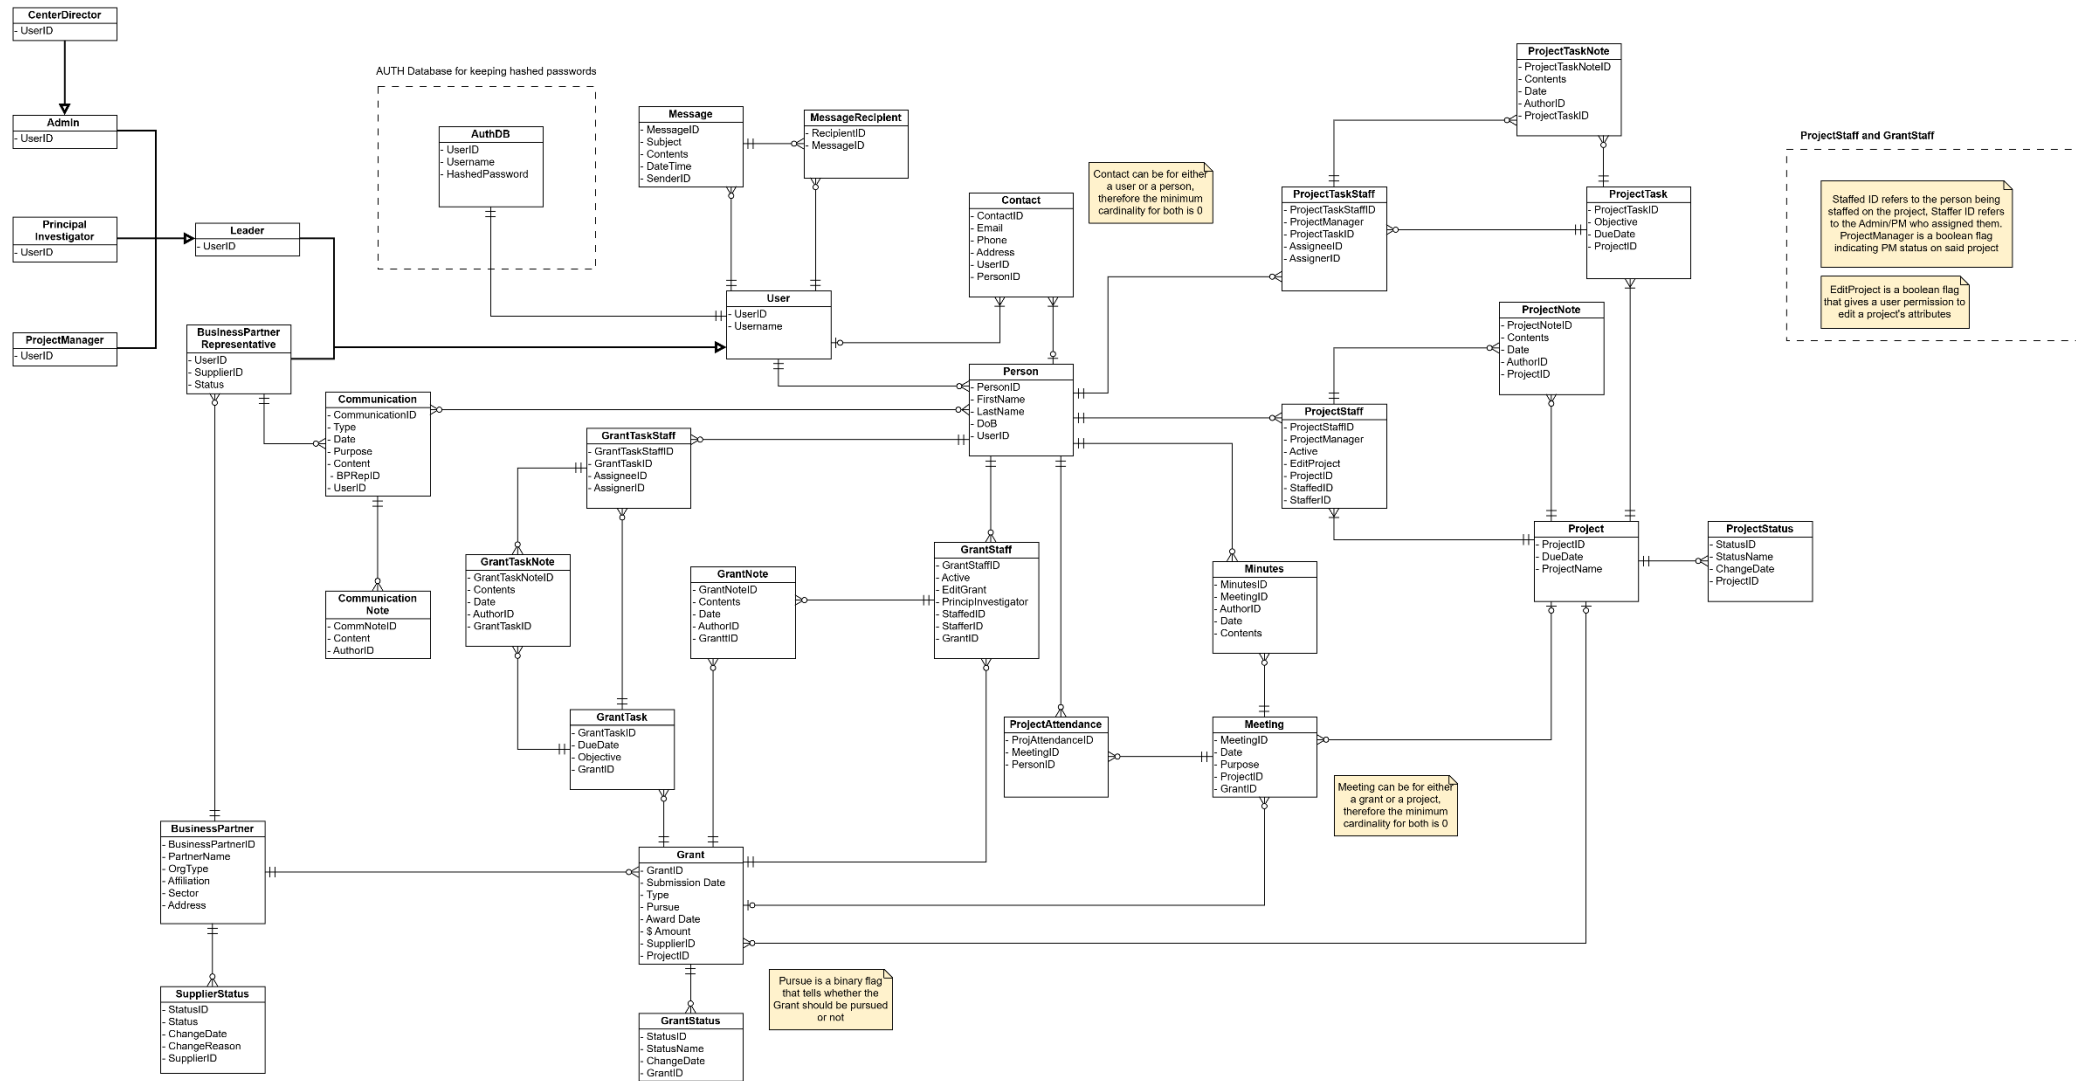 CenterDirector
- UserID
Admin
- UserID
Principal
Investigator
- UserID
Leader
- UserID
ProjectManager
- UserID
BusinessPartner
Representative
- UserID
- SupplierID
- Status
AUTH Database for keeping hashed passwords
AuthDB
- UserID
- Username
- HashedPassword
Message
- MessageID
- Subject
- Contents
- DateTime
- SenderID
MessageRecipient
- RecipientID
- MessageID
User
- UserID
- Username
Contact
- ContactID
- Email
- Phone
- Address
- UserID
- PersonID
Contact can be for either
a user or a person,
therefore the minimum
cardinality for both is 0
Person
- PersonID
- FirstName
- LastName
- DoB
- UserID
ProjectTaskNote
- ProjectTaskNoteID
- Contents
- Date
- AuthorID
- ProjectTaskID
ProjectTaskStaff
- ProjectTaskStaffID
- ProjectManager
- ProjectTaskID
- AssigneeID
- AssignerID
ProjectTask
- ProjectTaskID
- Objective
- DueDate
- ProjectID
ProjectStaff and GrantStaff
Staffed ID refers to the person being
staffed on the project, Staffer ID refers
to the Admin/PM who assigned them.
ProjectManager is a boolean flag
indicating PM status on said project
EditProject is a boolean flag
that gives a user permission to
edit a project's attributes
ProjectNote
- ProjectNoteID
- Contents
- Date
- AuthorID
- ProjectID
ProjectStaff
- ProjectStaffID
- ProjectManager
- Active
- EditProject
- ProjectID
- StaffedID
- StafferID
Project
- ProjectID
- DueDate
- ProjectName
ProjectStatus
- StatusID
- StatusName
- ChangeDate
- ProjectID
Communication
- CommunicationID
- Type
- Date
- Purpose
- Content
- BPRepID
- UserID
Communication
Note
- CommNoteID
- Content
- AuthorID
GrantTaskStaff
- GrantTaskStaffID
- GrantTaskID
- AssigneeID
- AssignerID
GrantTaskNote
- GrantTaskNoteID
- Contents
- Date
- AuthorID
- GrantTaskID
GrantNote
- GrantNoteID
- Contents
- Date
- AuthorID
- GranttID
GrantStaff
- GrantStaffID
- Active
- EditGrant
- PrincipInvestigator
- StaffedID
- StafferID
- GrantID
Minutes
- MinutesID
- MeetingID
- AuthorID
- Date
- Contents
GrantTask
- GrantTaskID
- DueDate
- Objective
- GrantID
ProjectAttendance
- ProjAttendanceID
- MeetingID
- PersonID
Meeting
- MeetingID
- Date
- Purpose
- ProjectID
- GrantID
Meeting can be for either
a grant or a project,
therefore the minimum
cardinality for both is 0
BusinessPartner
- BusinessPartnerID
- PartnerName
- OrgType
- Affiliation
- Sector
- Address
Grant
- GrantID
- Submission Date
- Type
- Pursue
- Award Date
- $ Amount
- SupplierID
- ProjectID
Pursue is a binary flag
that tells whether the
Grant should be pursued
or not
SupplierStatus
- StatusID
- Status
- ChangeDate
- ChangeReason
- SupplierID
GrantStatus
- StatusID
- StatusName
- ChangeDate
- GrantID